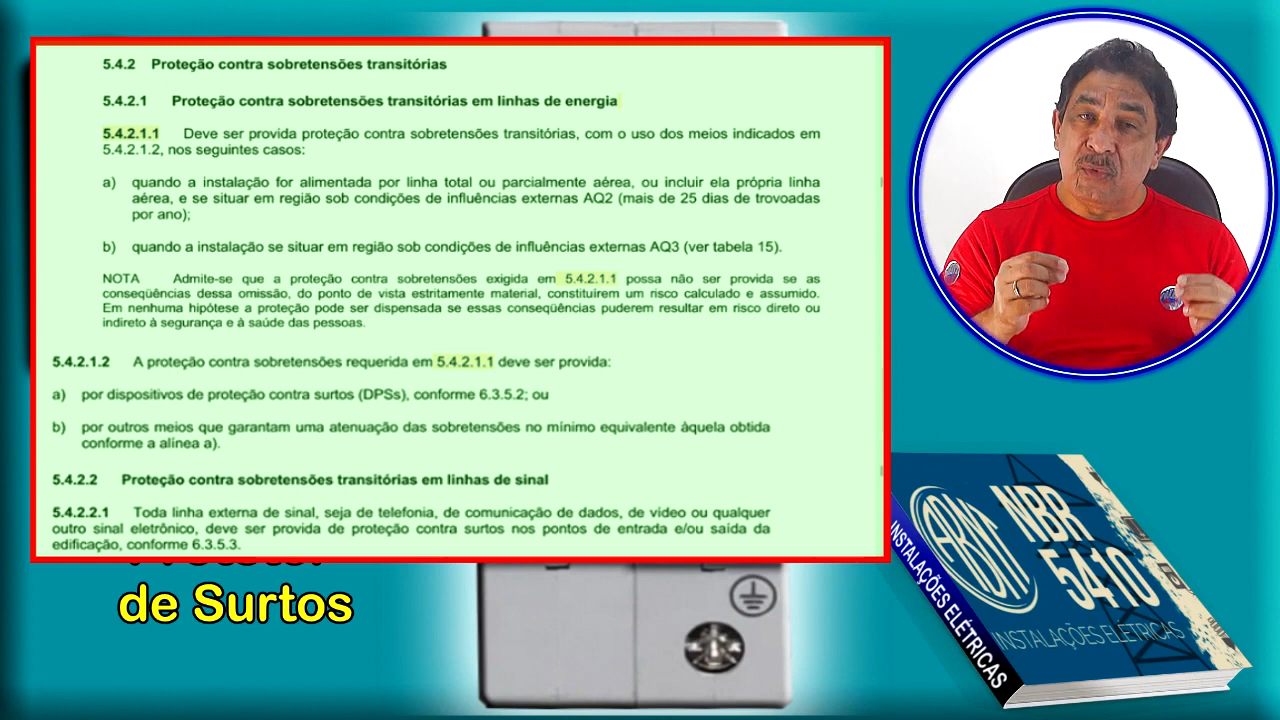 5.4.2 Proteção contra sobretensões transitórias
5.4.2.1 Proteção contra sobretensões transitórias em linhas de energia
5.4.2.1.1 Deve ser provida proteção contra sobretensões transitórias, com o uso dos meios indicados em
5.4.2.1.2, nos seguintes casos:
a) quando a instalação for alimentada por linha total ou parcialmente aérea, ou incluir ela própria linha
aérea, e se situar em região sob condições de influências externas AQ2 (mais de 25 dias de trovoadas
por ano);
b) quando a instalação se situar em região sob condições de influências externas AQ3 (ver tabela 15).
NOTA Admite-se que a proteção contra sobretensões exigida em 5.4.2.1.1 possa não ser provida se as
conseqüências dessa omissão, do ponto de vista estritamente material, constituírem um risco calculado e assumido.
Em nenhuma hipótese a proteção pode ser dispensada se essas conseqüências puderem resultar em risco direto ou
indireto à segurança e à saúde das pessoas.
5.4.2.1.2 A proteção contra sobretensões requerida em 5.4.2.1.1 deve ser provida:
a) por dispositivos de proteção contra surtos (DPSs), conforme 6.3.5.2; ou
b) por outros meios que garantam uma atenuação das sobretensões no mínimo equivalente àquela obtida
conforme a alínea a).
5.4.2.2 Proteção contra sobretensões transitórias em linhas de sinal
5.4.2.2.1 Toda linha externa de sinal, seja de telefonia, de comunicação de dados, de vídeo ou qualquer
outro sinal eletrônico, deve ser provida de proteção contra surtos nos pontos de entrada e/ou saída da
edificação, conforme 6.3.5.3.
de Surtos
ABNT
NBR
5410
INSTALAÇÕES ELÉTRICAS
INSTALAÇÕES ELÉTRICAS